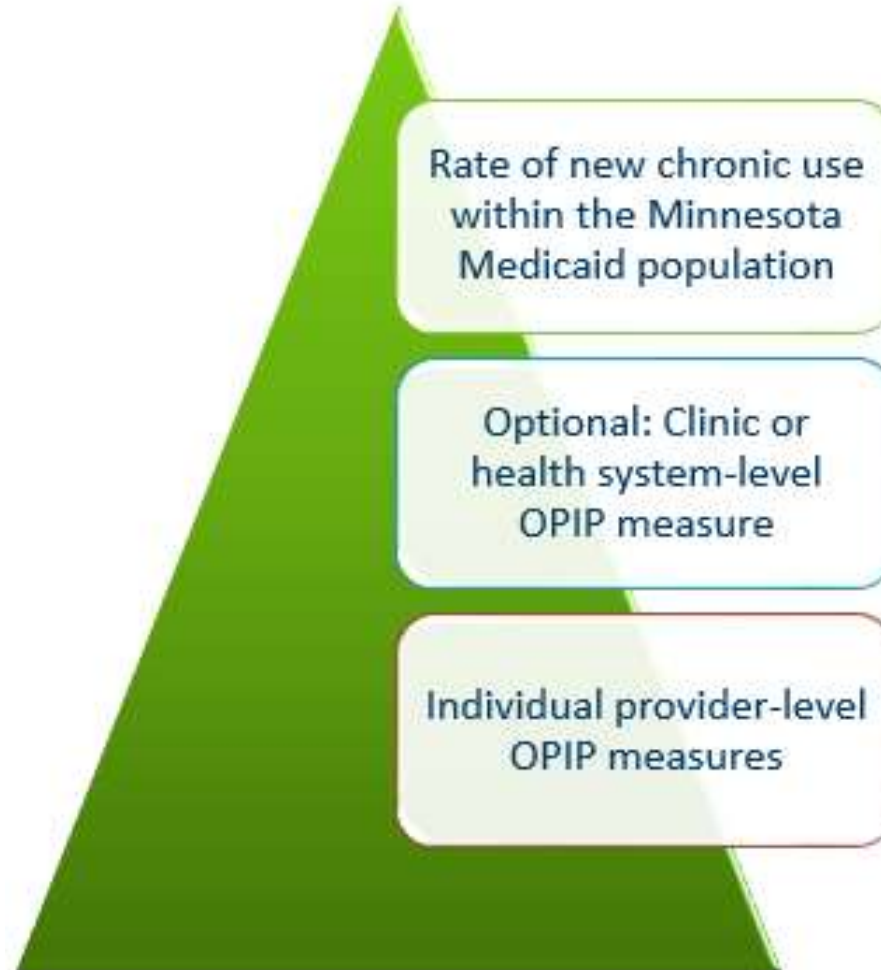 Rate of new chronic use
within the Minnesota
Medicaid population
Optional: Clinic or
health system-level
OPIP measure
Individual provider-level
OPIP measures